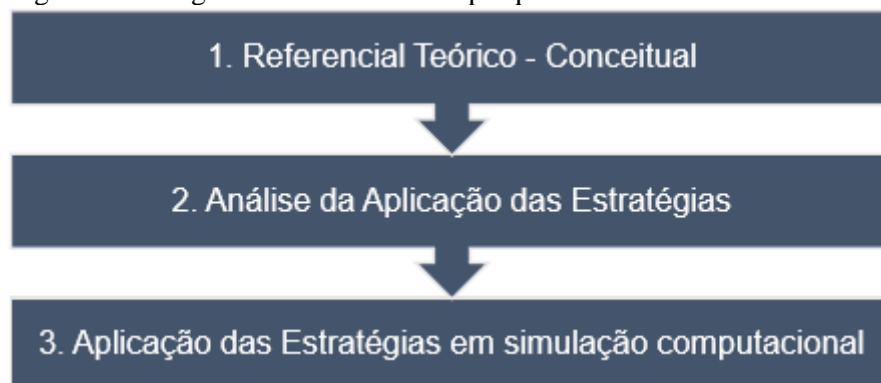 1. Referencial Teórico - Conceitual
2. Análise da Aplicação das Estratégias
3. Aplicação das Estratégias em simulação computacional